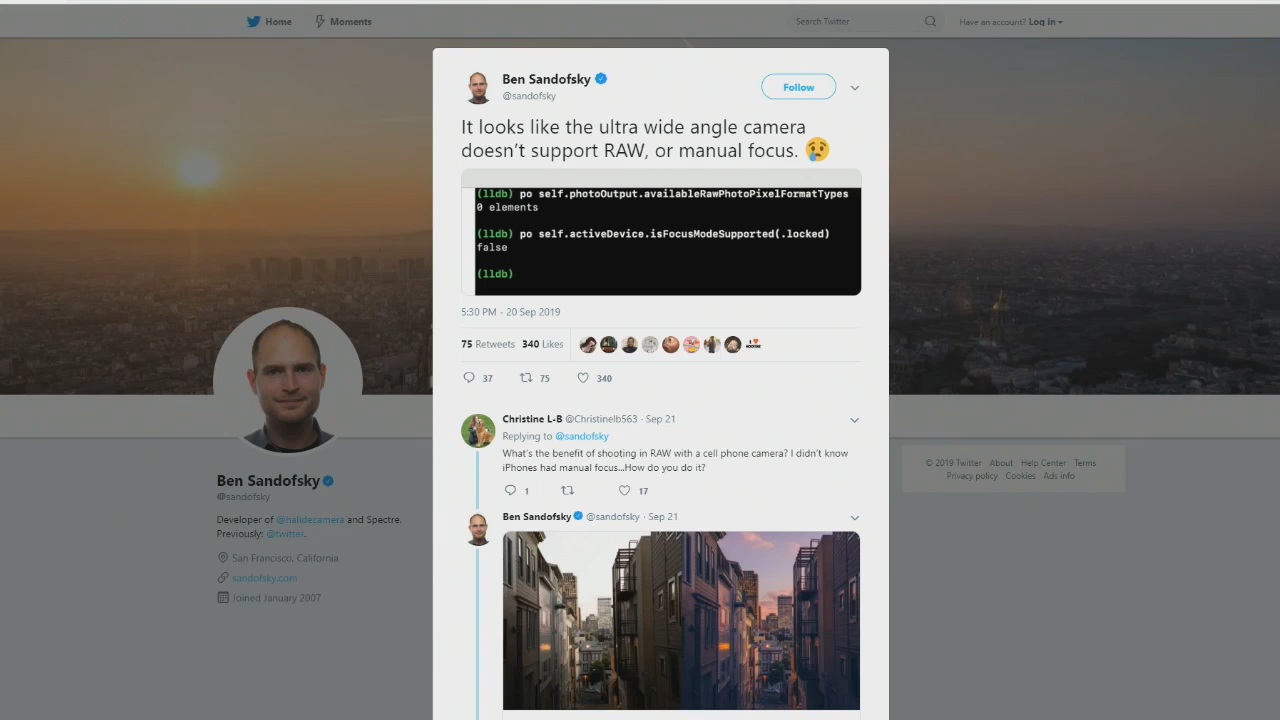 Home Moments Search Twitter Have an account? Log in
Ben Sandofsky
@sandofsky
Follow
It looks like the ultra wide angle camera
doesn't support RAW, or manual focus. 😢
(lldb) po self.photoOutput.availableRawPhotoPixelFormatTypes
0 elements
(lldb) po self.activeDevice.isFocusModeSupported(.locked)
false
(lldb)
5:30 PM - 20 Sep 2019
75 Retweets 340 Likes
37 75 340
Christine L-B @Christinelb563 · Sep 21
Replying to @sandofsky
What's the benefit of shooting in RAW with a cell phone camera? I didn't know
iPhones had manual focus...How do you do it?
1 17
Ben Sandofsky @sandofsky · Sep 21
Ben Sandofsky
@sandofsky
Developer of @halidecamera and Spectre.
Previously: @twitter.
San Francisco, California
sandofsky.com
Joined January 2007
© 2019 Twitter About Help Center Terms
Privacy policy Cookies Ads info